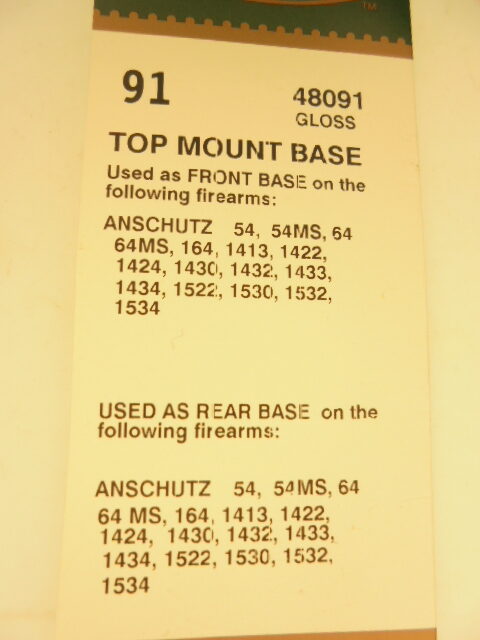 TM
91
48091
GLOSS
TOP MOUNT BASE
Used as FRONT BASE on the
following firearms:
ANSCHUTZ 54, 54MS, 64
64MS, 164, 1413, 1422,
1424, 1430, 1432, 1433,
1434, 1522, 1530, 1532,
1534
USED AS REAR BASE on the
following firearms:
ANSCHUTZ 54, 54MS, 64
64 MS, 164, 1413, 1422,
1424, 1430, 1432, 1433,
1434, 1522, 1530, 1532,
1534